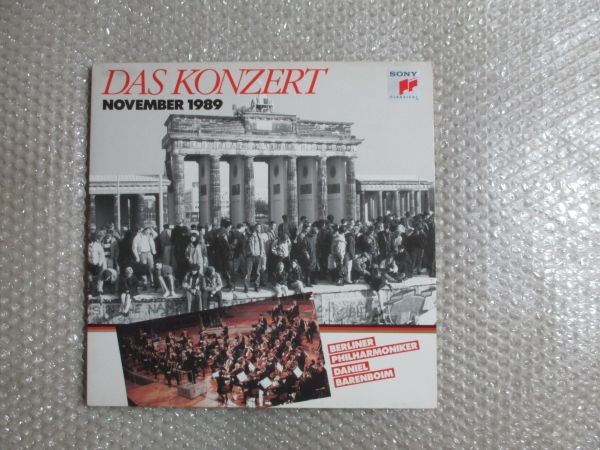 DAS KONZERT
NOVEMBER 1989
SONY
CLASSICAL
BERLINER
PHILHARMONIKER
DANIEL
BARENBOIM